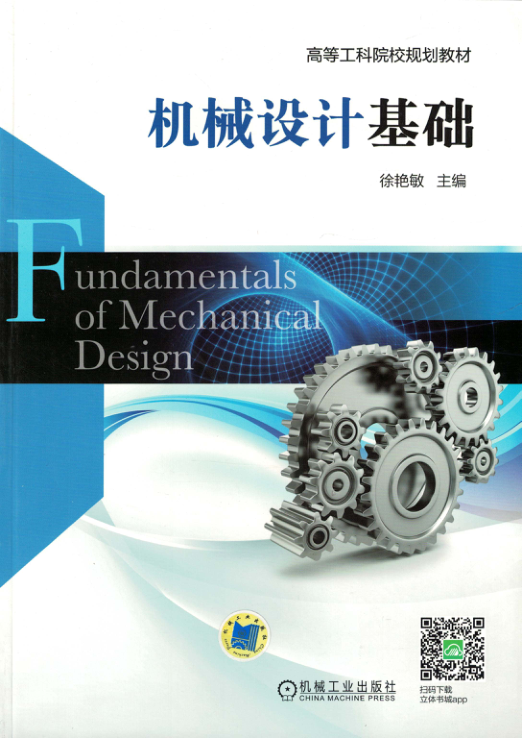 高等工科院校规划教材
机械设计基础
徐艳敏 主编
Fundamentals
of Mechanical
Design
机械工业出版社
CHINA MACHINE PRESS
扫码下载
立体书城app